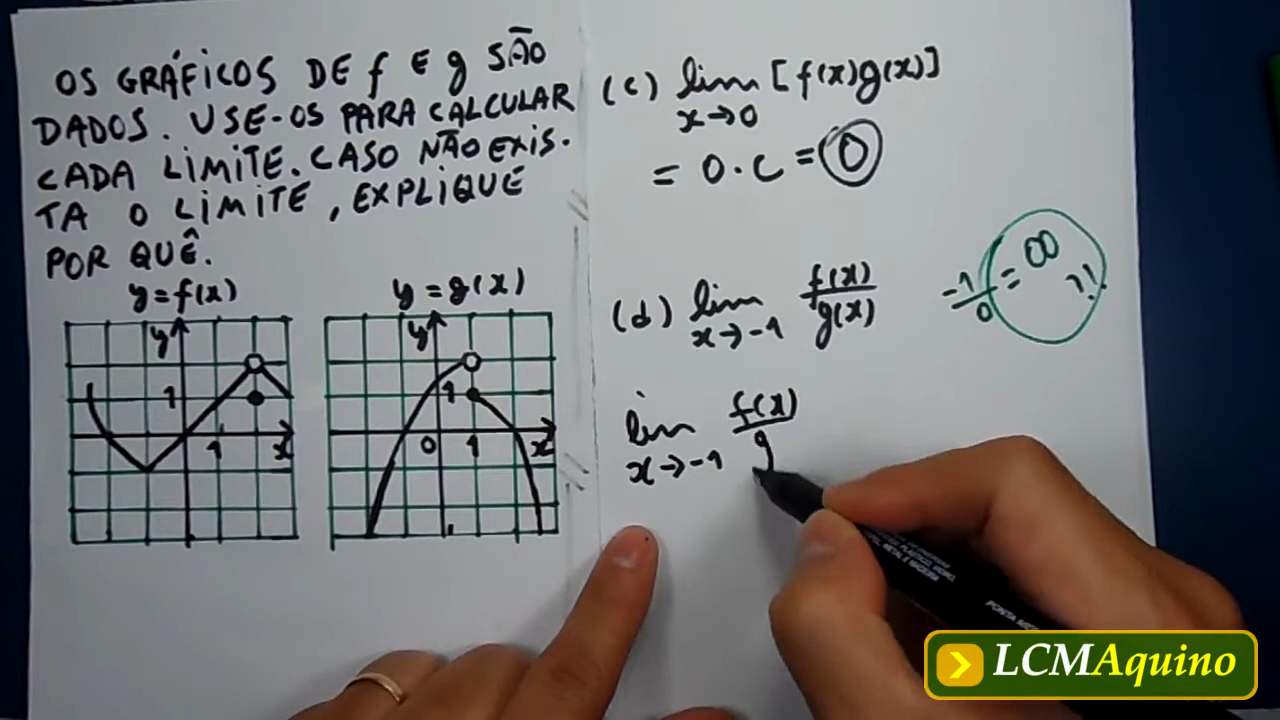 OS GRÁFICOS DE f E g SÃO
DADOS. USE-OS PARA CALCULAR
CADA LIMITE. CASO NÃO EXIS-
TA O LIMITE, EXPLIQUE
POR QUÊ.
y=f(x)
y
1
1
x
y=g(x)
y
1
0
1
x
(c) lim [f(x)g(x)]
x→0
= 0·C = 0
(d) lim f(x)/g(x)
x→-1
-1/0 = ∞ ?!
lim f(x)/g
x→-1
PONTA
LCMAquino